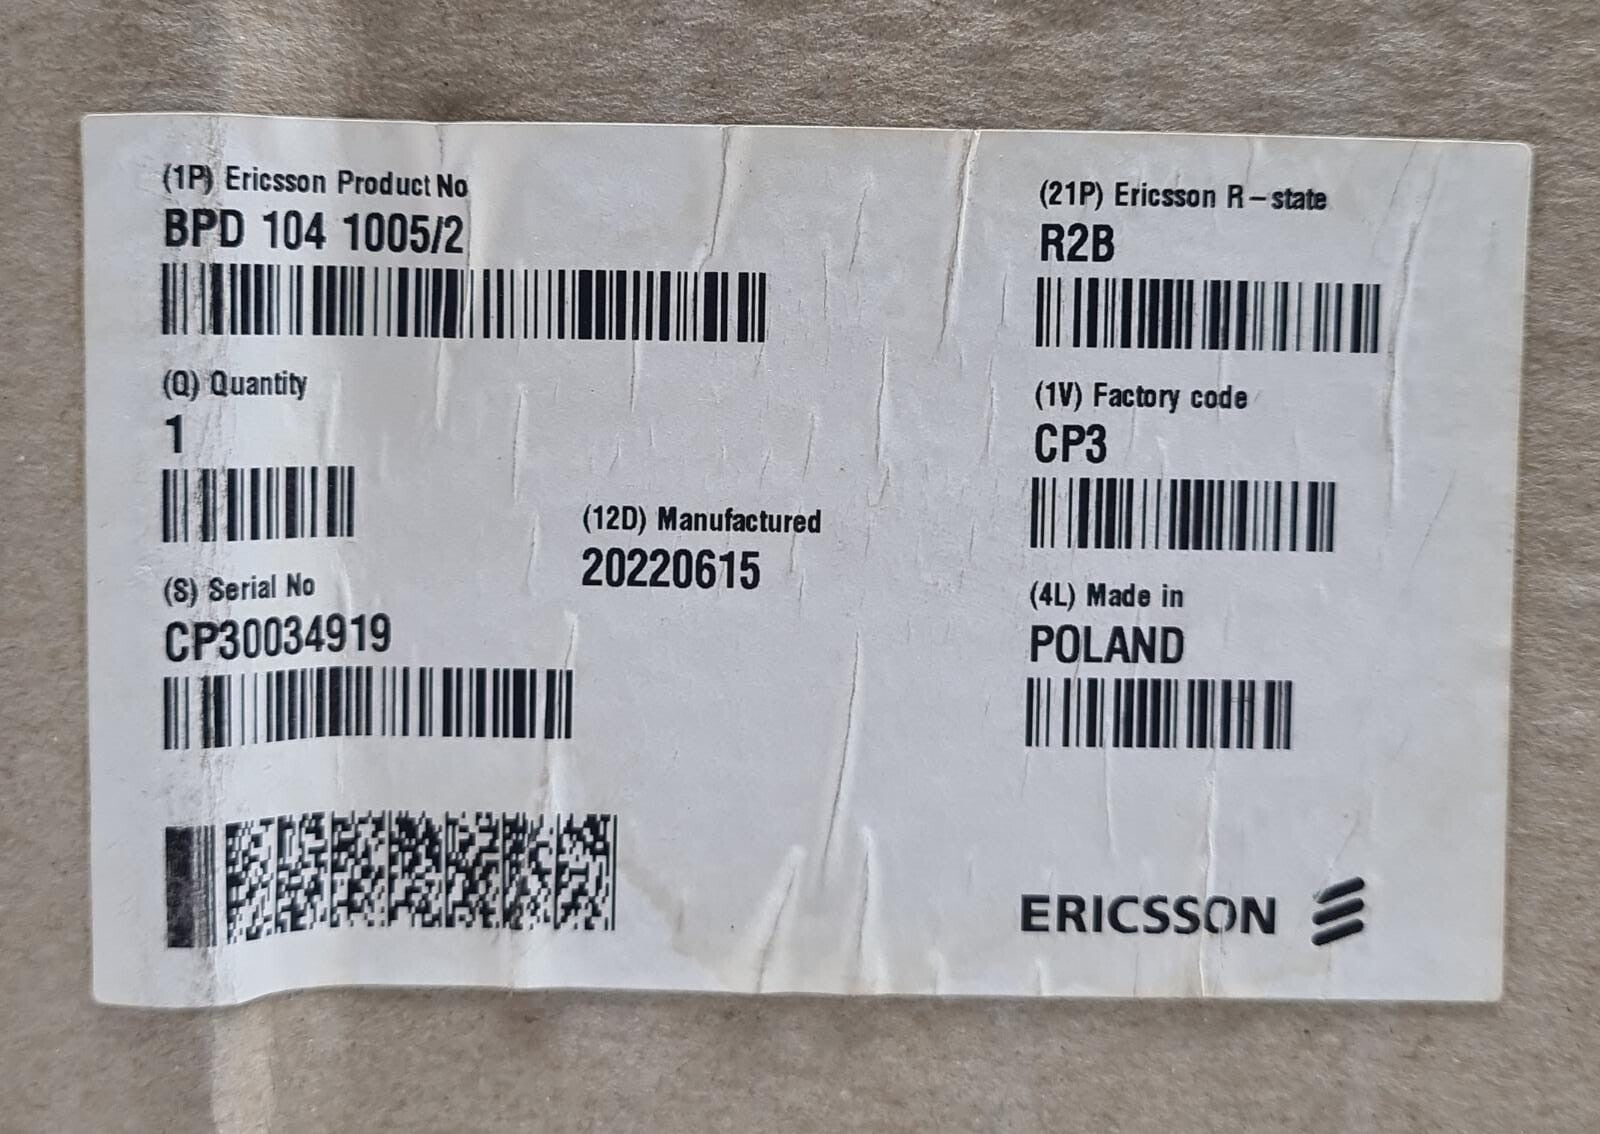 (1P) Ericsson Product No
BPD 104 1005/2
(Q) Quantity
1
(S) Serial No
CP30034919
(12D) Manufactured
20220615
(21P) Ericsson R-state
R2B
(1V) Factory code
CP3
(4L) Made in
POLAND
ERICSSON